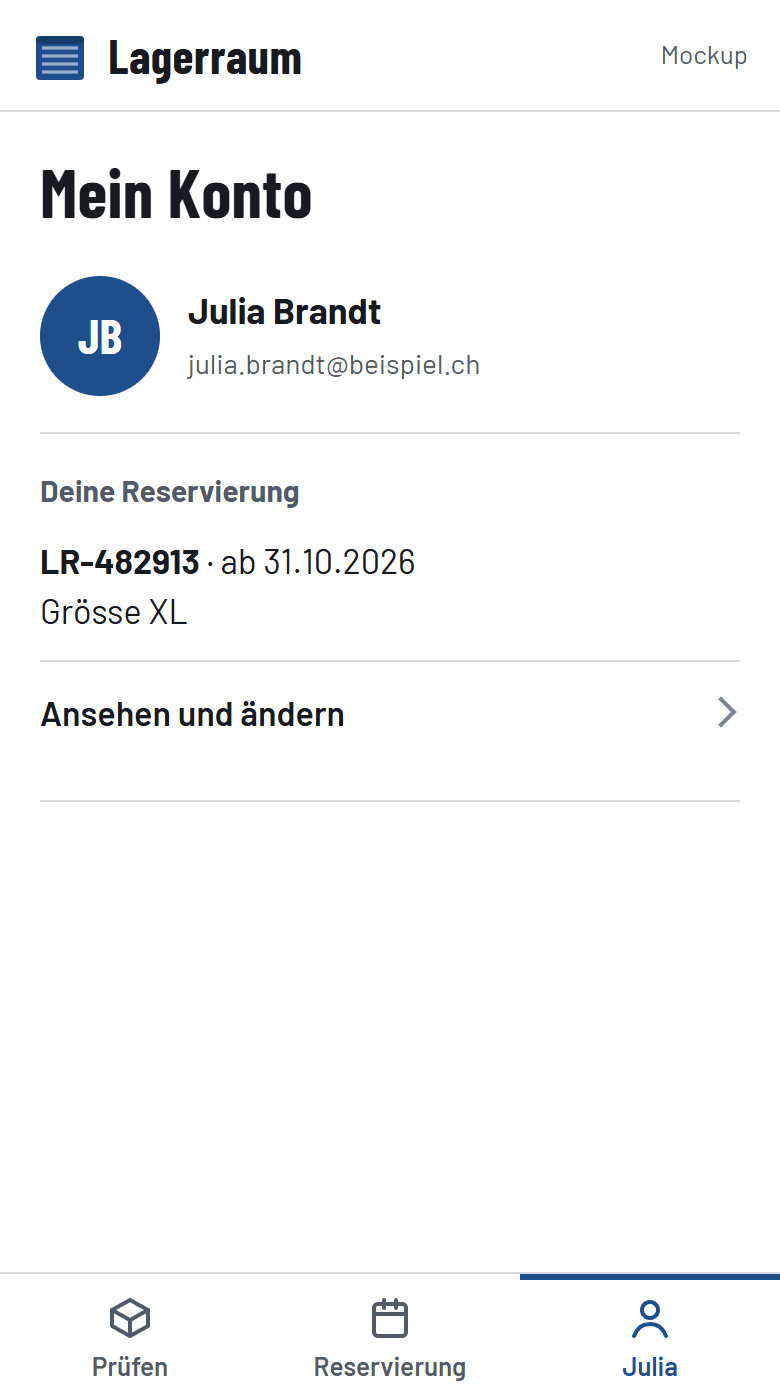 Lagerraum
Mockup
Mein Konto
JB
Julia Brandt
julia.brandt@beispiel.ch
Deine Reservierung
LR-482913 · ab 31.10.2026
Grösse XL
Ansehen und ändern
Prüfen
Reservierung
Julia